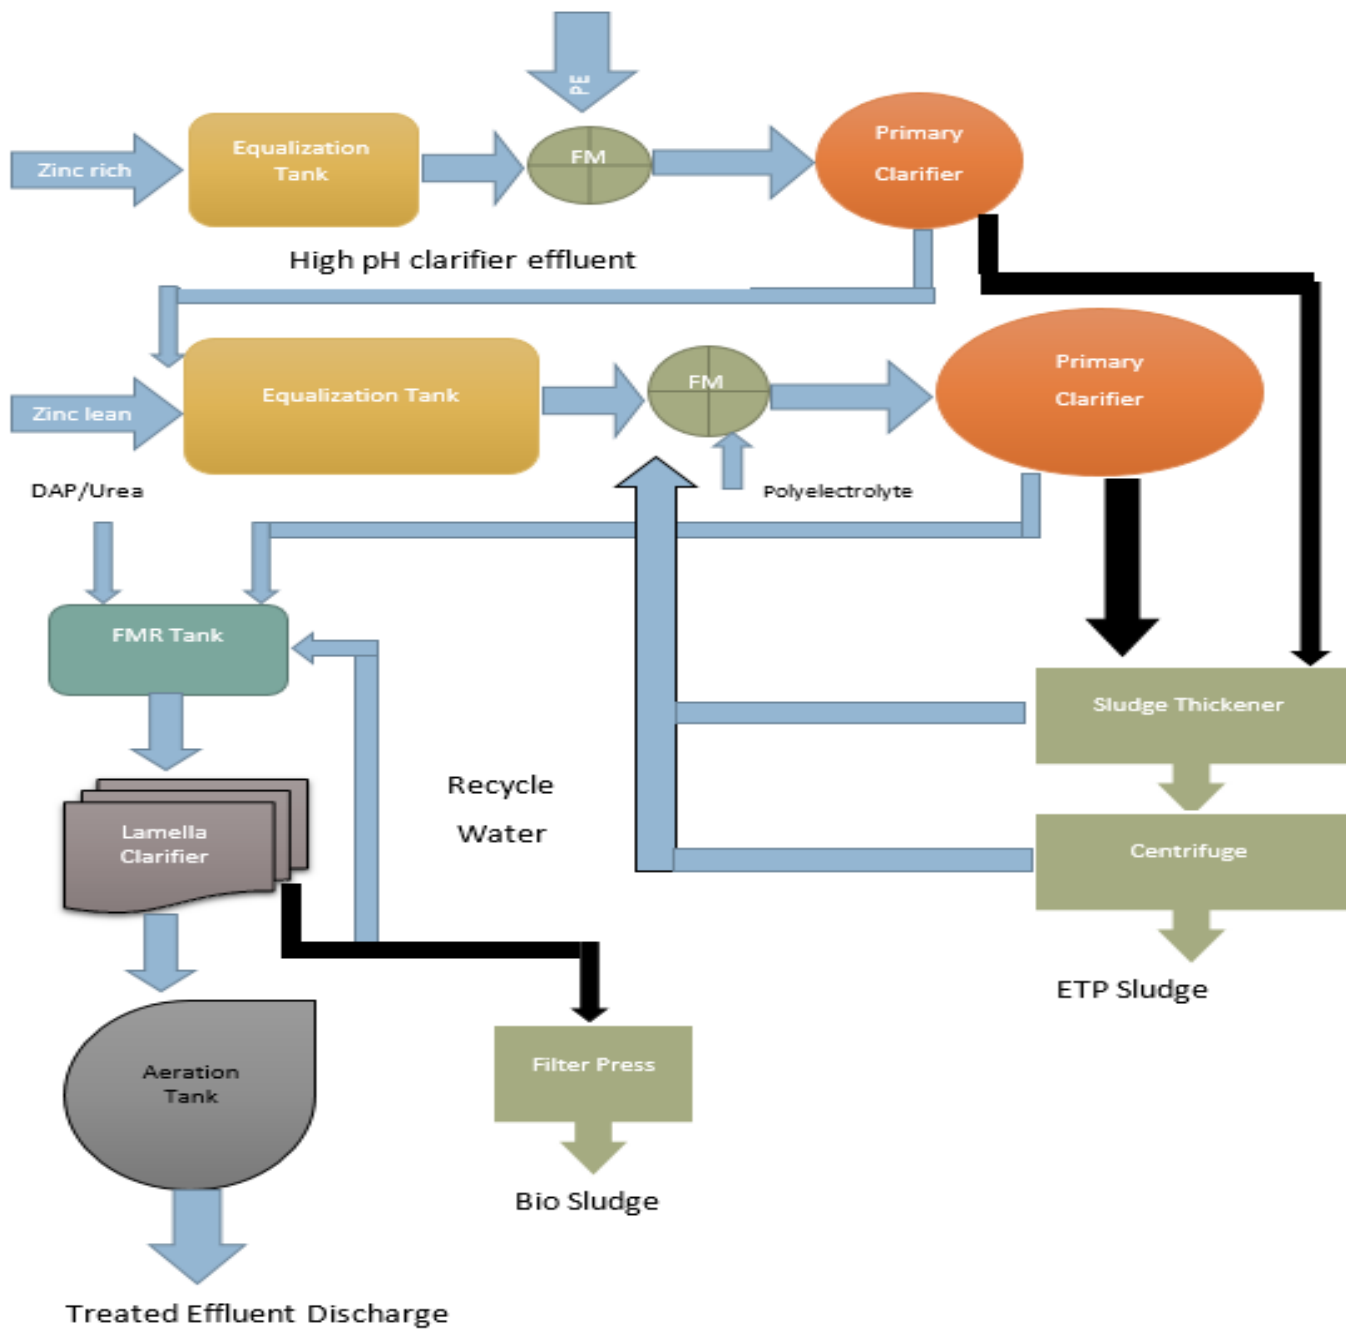 PE
Zinc rich
Equalization
Tank
FM
Primary
Clarifier
High pH clarifier effluent
Zinc lean
Equalization Tank
FM
Primary
Clarifier
DAP/Urea
Polyelectrolyte
FMR Tank
Sludge Thickener
Recycle
Water
Lamella
Clarifier
Centrifuge
ETP Sludge
Aeration
Tank
Filter Press
Bio Sludge
Treated Effluent Discharge